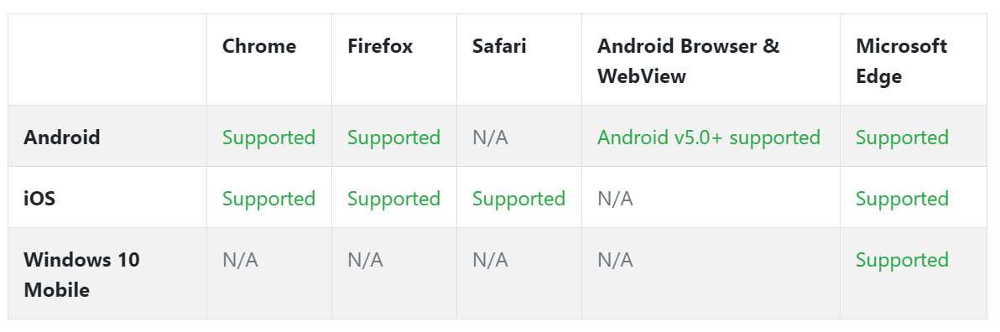 Chrome Firefox Safari Android Browser & Microsoft
WebView Edge
Android Supported Supported N/A Android v5.0+ supported Supported
iOS Supported Supported Supported N/A Supported
Windows 10 N/A N/A N/A N/A Supported
Mobile